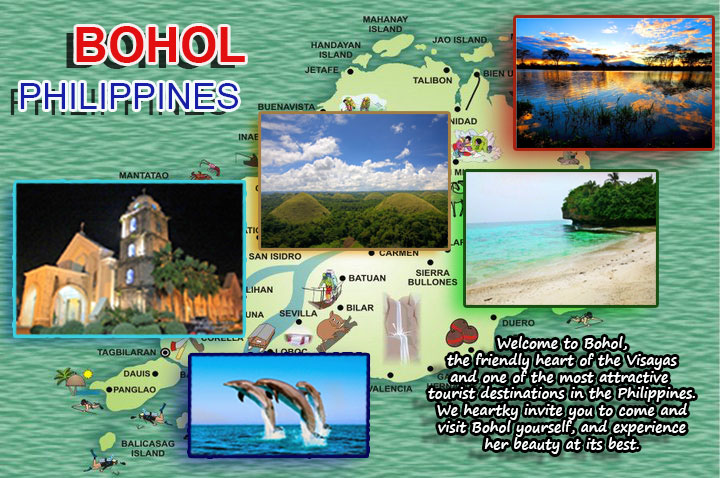 BOHOL
PHILIPPINES
MAHANAY
ISLAND
HANDAYAN
ISLAND
JAO ISLAND
JETAFE
TALIBON
BIEN U
BUENAVISTA
NIDAD
INAB
MANTATAO
MI
CARMEN
SAN ISIDRO
SIERRA
BULLONES
BATUAN
LIHAN
SEVILLA
BILAR
UNA
DUERO
CORELLA
LOBOC
TAGBILARAN
DAUIS
PANGLAO
BALICASAG
ISLAND
VALENCIA
GA
Welcome to Bohol,
the friendly heart of the Visayas
and one of the most attractive
tourist destinations in the Philippines.
We heartky invite you to come and
visit Bohol yourself, and experience
her beauty at its best.